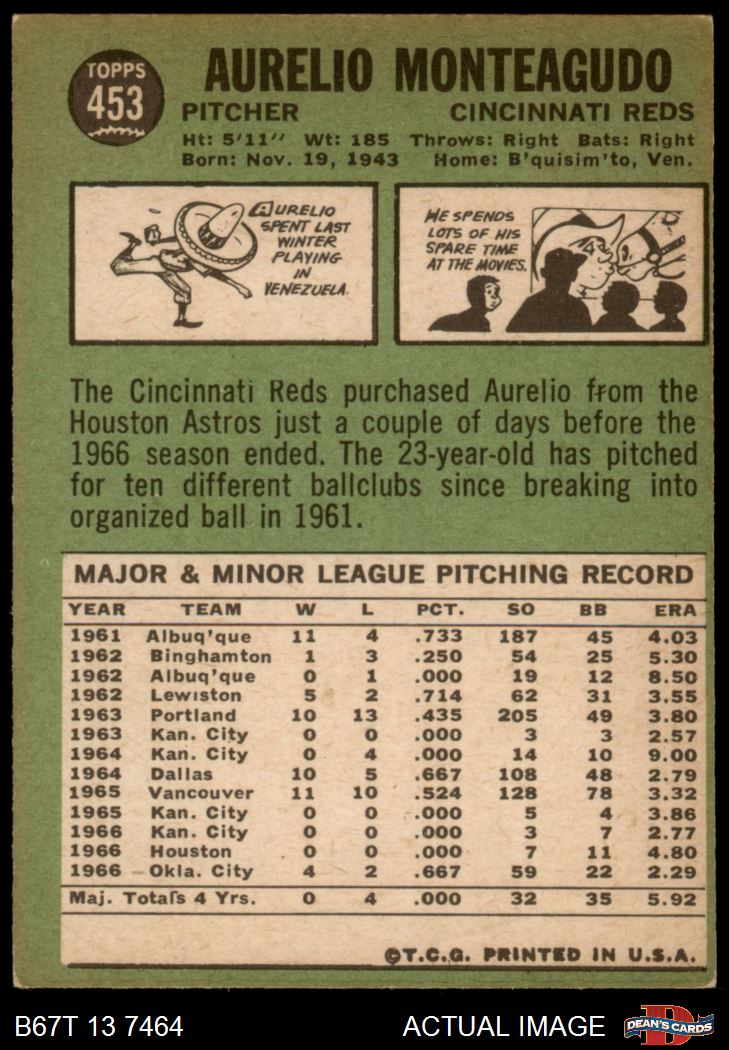 TOPPS
453
AURELIO MONTEAGUDO
PITCHER CINCINNATI REDS
Ht: 5'11" Wt: 185 Throws: Right Bats: Right
Born: Nov. 19, 1943 Home: B'quisim'to, Ven.
AURELIO
SPENT LAST
WINTER
PLAYING
IN
VENEZUELA.
HE SPENDS
LOTS OF HIS
SPARE TIME
AT THE MOVIES.
The Cincinnati Reds purchased Aurelio from the
Houston Astros just a couple of days before the
1966 season ended. The 23-year-old has pitched
for ten different ballclubs since breaking into
organized ball in 1961.
MAJOR & MINOR LEAGUE PITCHING RECORD
YEAR TEAM W L PCT. SO BB ERA
1961 Albuq'que 11 4 .733 187 45 4.03
1962 Binghamton 1 3 .250 54 25 5.30
1962 Albuq'que 0 1 .000 19 12 8.50
1962 Lewiston 5 2 .714 62 31 3.55
1963 Portland 10 13 .435 205 49 3.80
1963 Kan. City 0 0 .000 3 3 2.57
1964 Kan. City 0 4 .000 14 10 9.00
1964 Dallas 10 5 .667 108 48 2.79
1965 Vancouver 11 10 .524 128 78 3.32
1965 Kan. City 0 0 .000 5 4 3.86
1966 Kan. City 0 0 .000 3 7 2.77
1966 Houston 0 0 .000 7 11 4.80
1966 Okla. City 4 2 .667 59 22 2.29
Maj. Totals 4 Yrs. 0 4 .000 32 35 5.92
©T.C.G. PRINTED IN U.S.A.
B67T 13 7464 ACTUAL IMAGE
D
DEAN'S CARDS